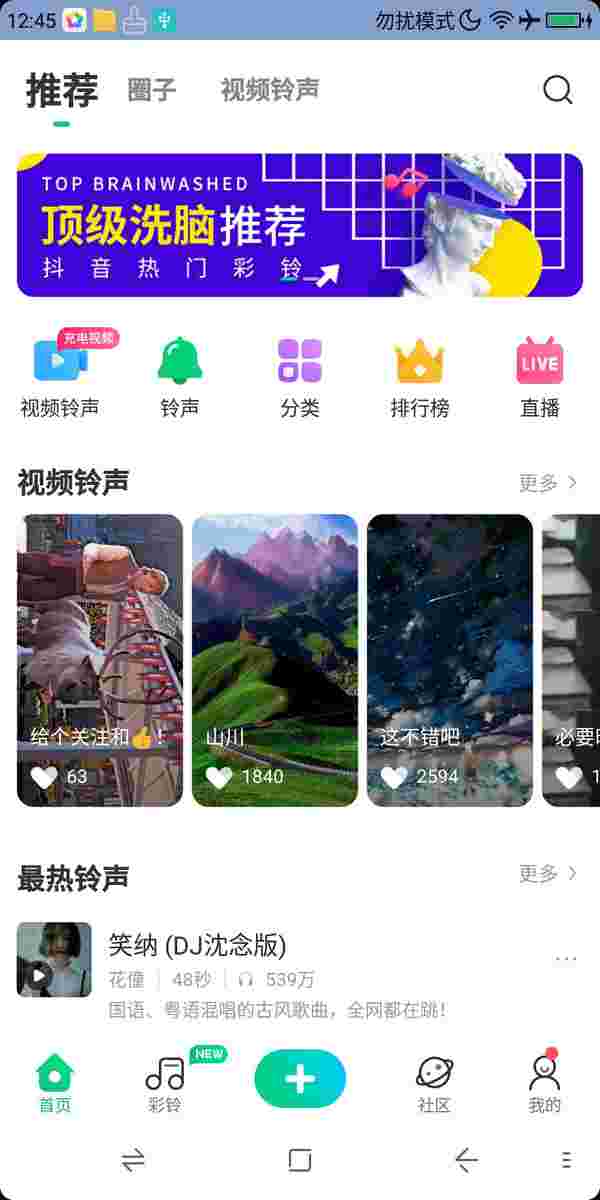 12:45 勿扰模式
推荐 圈子 视频铃声
TOP BRAINWASHED
顶级洗脑推荐
抖音热门彩铃
充电视频
LIVE
视频铃声 铃声 分类 排行榜 直播
视频铃声 更多
给个关注和👍! 山川 这不错吧
63 1840 2594 1
最热铃声 更多
笑纳 (DJ沈念版)
花僮 48秒 539万
国语、粤语混唱的古风歌曲，全网都在跳！
NEW
首页 彩铃 社区 我的